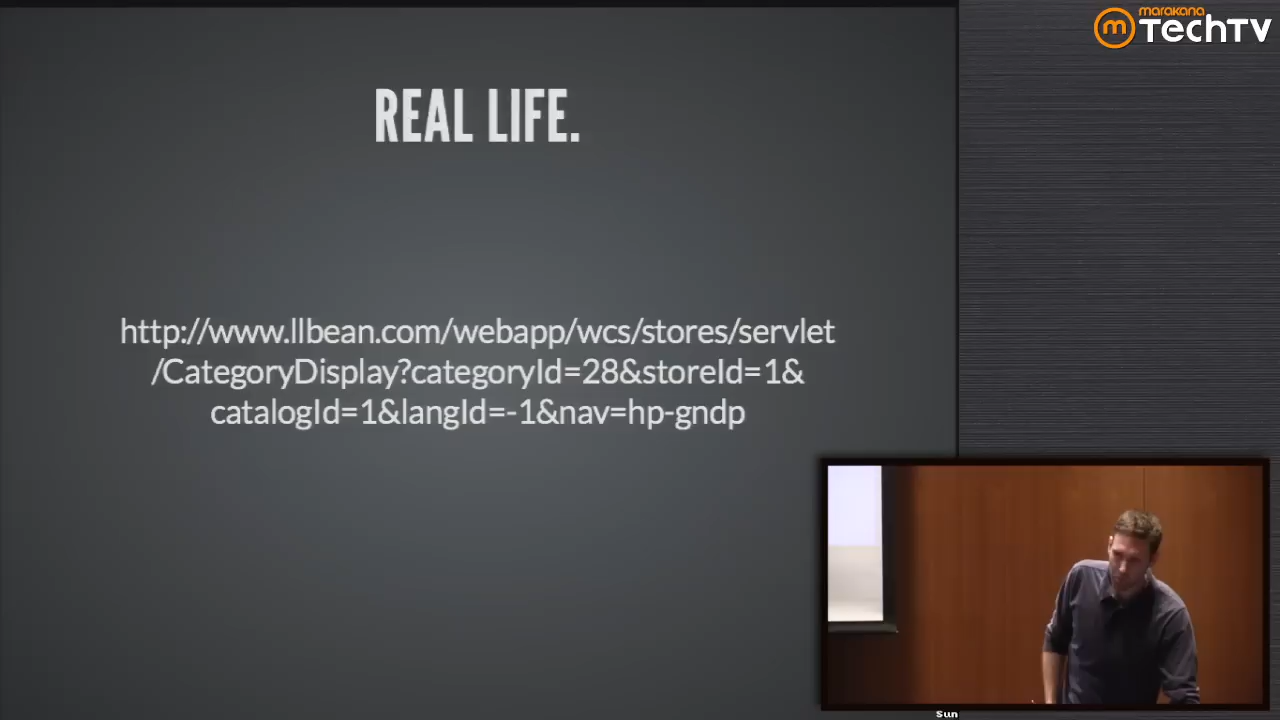 marakana
TechTV
REAL LIFE.
http://www.llbean.com/webapp/wcs/stores/servlet
/CategoryDisplay?categoryId=28&storeId=1&
catalogId=1&langId=-1&nav=hp-gndp
Sun